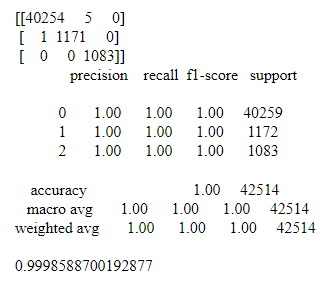 [[40254 5 0]
[ 1 1171 0]
[ 0 0 1083]]
precision recall f1-score support
0 1.00 1.00 1.00 40259
1 1.00 1.00 1.00 1172
2 1.00 1.00 1.00 1083
accuracy 1.00 42514
macro avg 1.00 1.00 1.00 42514
weighted avg 1.00 1.00 1.00 42514
0.9998588700192877